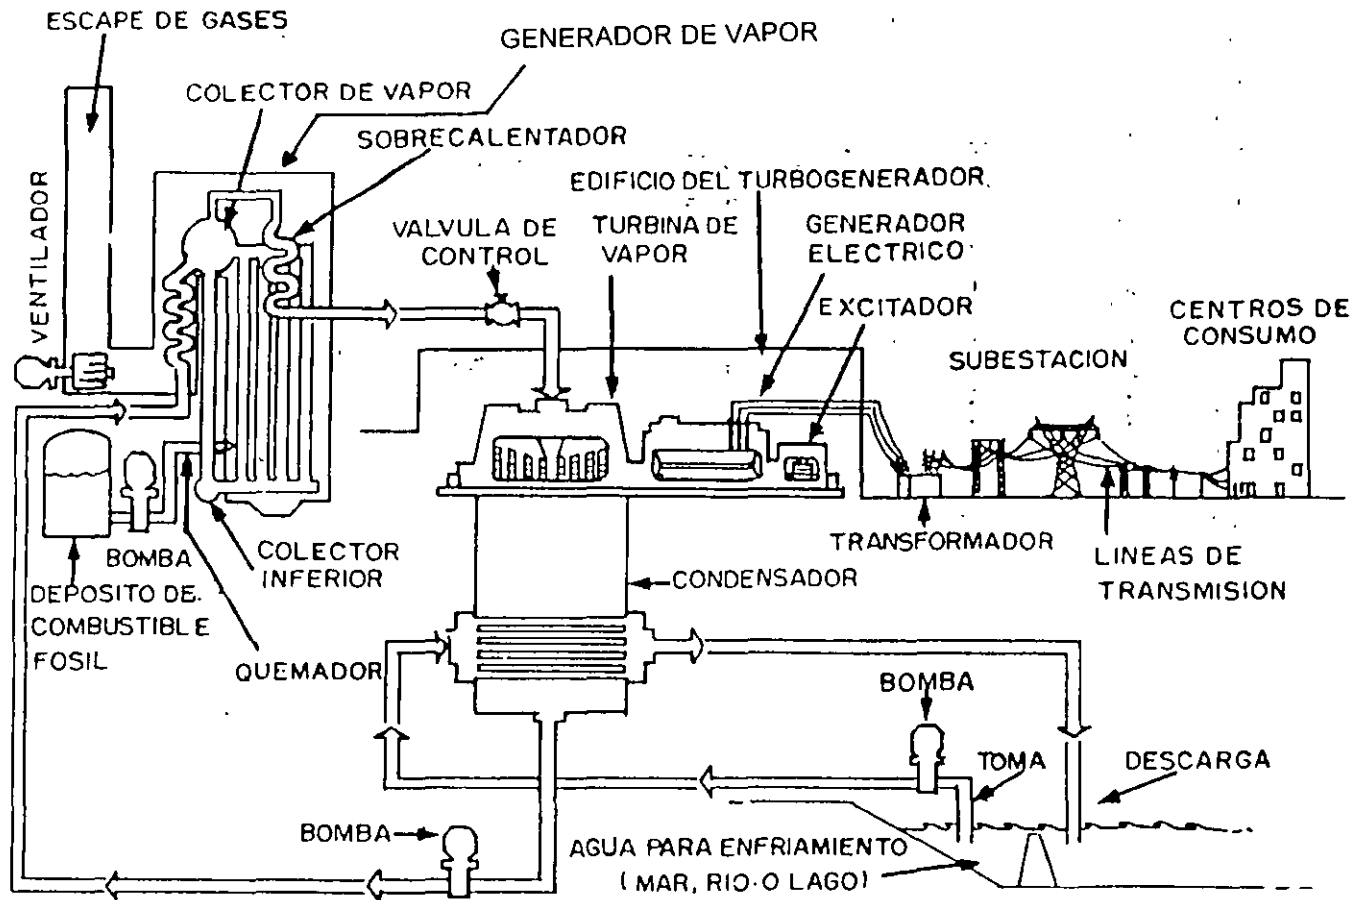 ESCAPE DE GASES
GENERADOR DE VAPOR
COLECTOR DE VAPOR
SOBRECALENTADOR
VENTILADOR
EDIFICIO DEL TURBOGENERADOR.
VALVULA DE
CONTROL
TURBINA DE
VAPOR
GENERADOR
ELECTRICO
EXCITADOR
SUBESTACION
CENTROS DE
CONSUMO
BOMBA
DEPOSITO DE.
COMBUSTIBLE
FOSIL
COLECTOR
INFERIOR
QUEMADOR
CONDENSADOR
TRANSFORMADOR
LINEAS DE
TRANSMISION
BOMBA
TOMA
DESCARGA
BOMBA
AGUA PARA ENFRIAMIENTO
( MAR, RIO O LAGO)